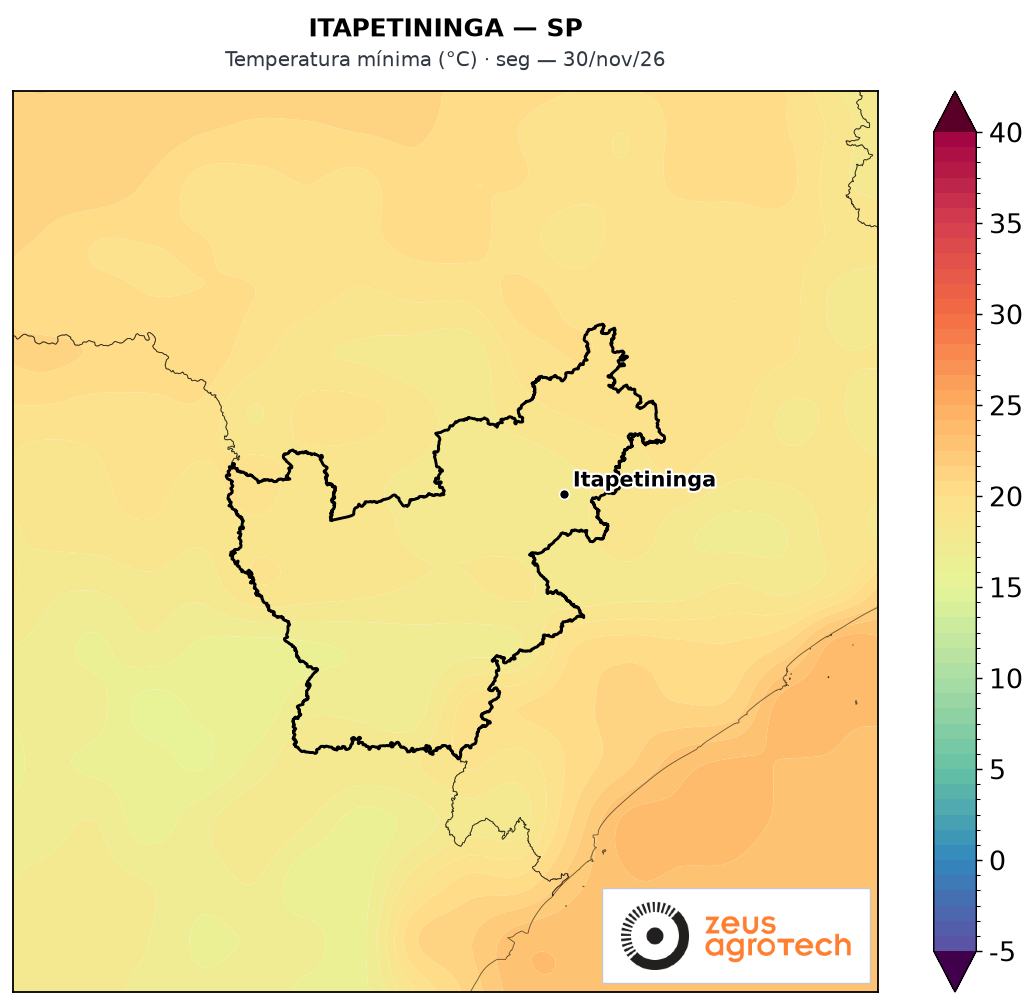 ITAPETININGA — SP
Temperatura mínima (°C) · seg — 30/nov/26
40
35
30
25
20
15
10
5
0
-5
Itapetininga
zeus
agrotech